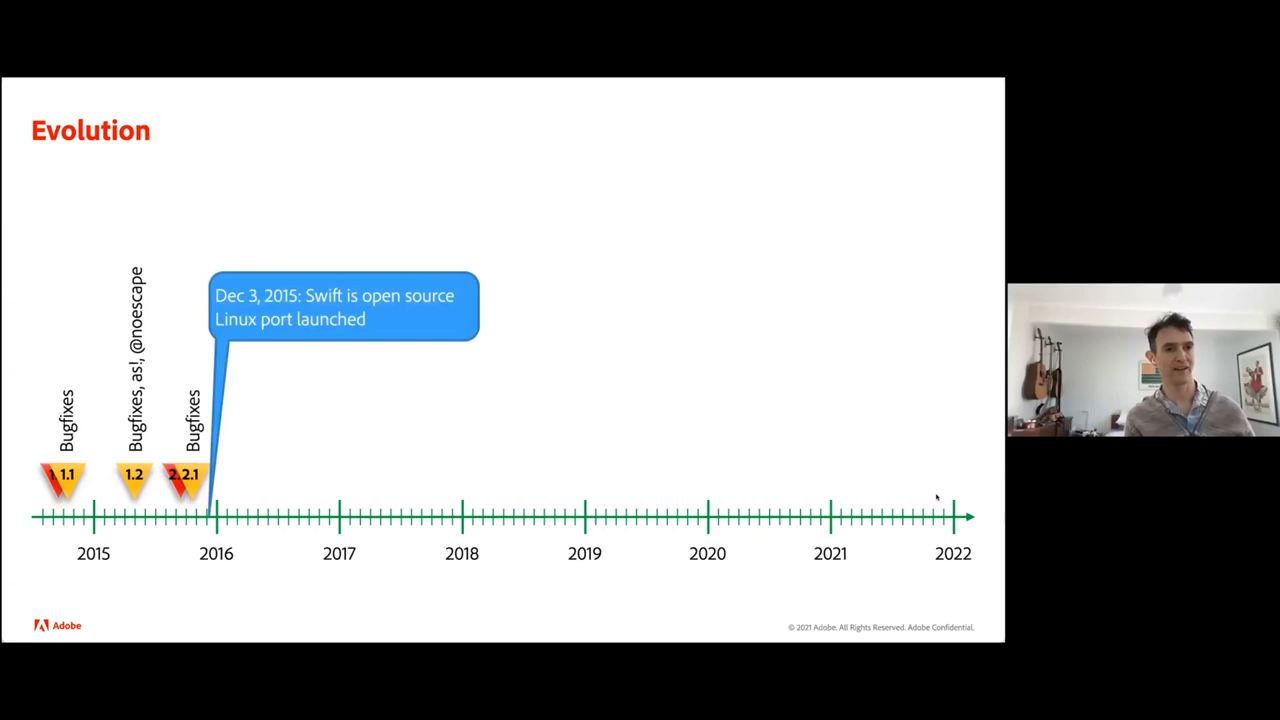 Evolution
Dec 3, 2015: Swift is open source
Linux port launched
Bugfixes
Bugfixes, as!, @noescape
Bugfixes
1.1
1.2
2.
2.1
2015
2016
2017
2018
2019
2020
2021
2022
Adobe
© 2021 Adobe. All Rights Reserved. Adobe Confidential.